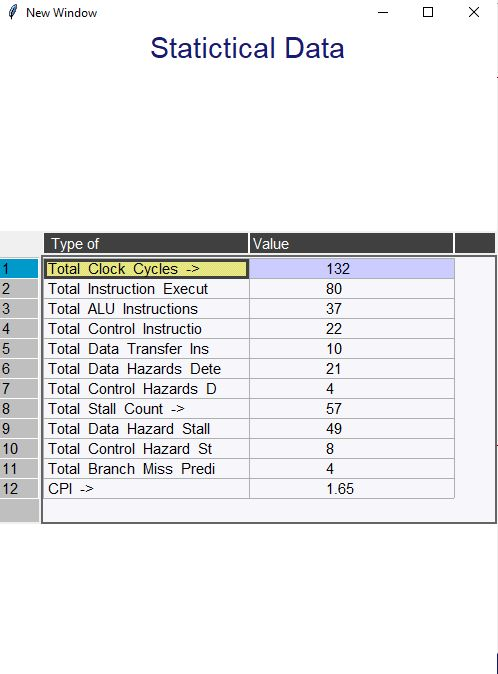 New Window
Statictical Data
Type of Value
1 Total Clock Cycles -> 132
2 Total Instruction Execut 80
3 Total ALU Instructions 37
4 Total Control Instructio 22
5 Total Data Transfer Ins 10
6 Total Data Hazards Dete 21
7 Total Control Hazards D 4
8 Total Stall Count -> 57
9 Total Data Hazard Stall 49
10 Total Control Hazard St 8
11 Total Branch Miss Predi 4
12 CPI -> 1.65